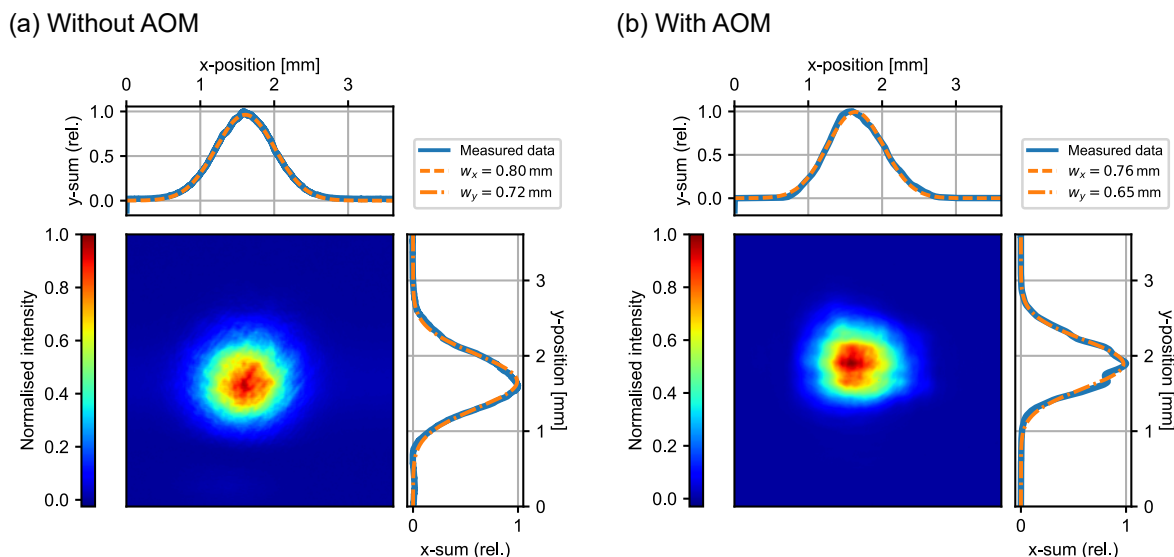 (a) Without AOM
x-position [mm]
0 1 2 3
1.0
0.5
0.0
y-sum (rel.)
Measured data
w_x = 0.80 mm
w_y = 0.72 mm
1.0
0.8
0.6
0.4
0.2
0.0
Normalised intensity
3
2
1
0
y-position [mm]
0 1
x-sum (rel.)
(b) With AOM
x-position [mm]
0 1 2 3
1.0
0.5
0.0
y-sum (rel.)
Measured data
w_x = 0.76 mm
w_y = 0.65 mm
1.0
0.8
0.6
0.4
0.2
0.0
Normalised intensity
3
2
1
0
y-position [mm]
0 1
x-sum (rel.)